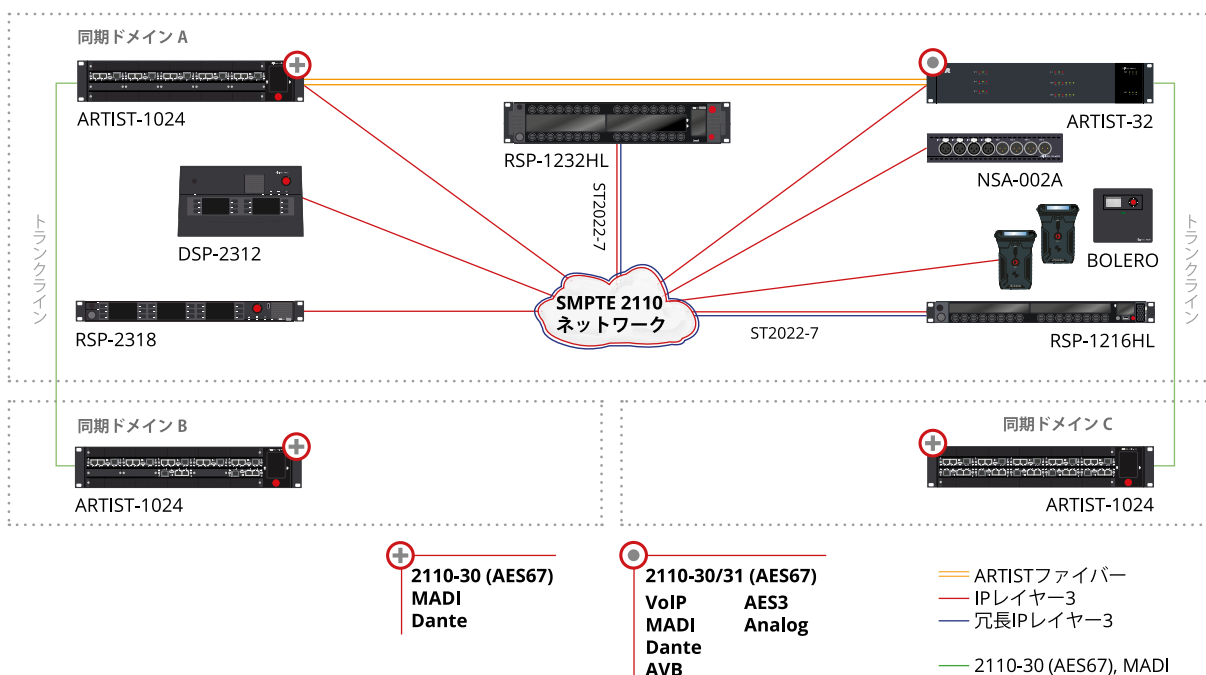 同期ドメイン A
ARTIST-1024
ARTIST-32
RSP-1232HL
NSA-002A
ST2022-7
DSP-2312
BOLERO
トランクライン
トランクライン
SMPTE 2110
ネットワーク
RSP-2318
ST2022-7
RSP-1216HL
同期ドメイン B
ARTIST-1024
同期ドメイン C
ARTIST-1024
2110-30 (AES67)
MADI
Dante
2110-30/31 (AES67)
VoIP AES3
MADI Analog
Dante
AVB
ARTISTファイバー
IPレイヤー3
冗長IPレイヤー3
2110-30 (AES67), MADI